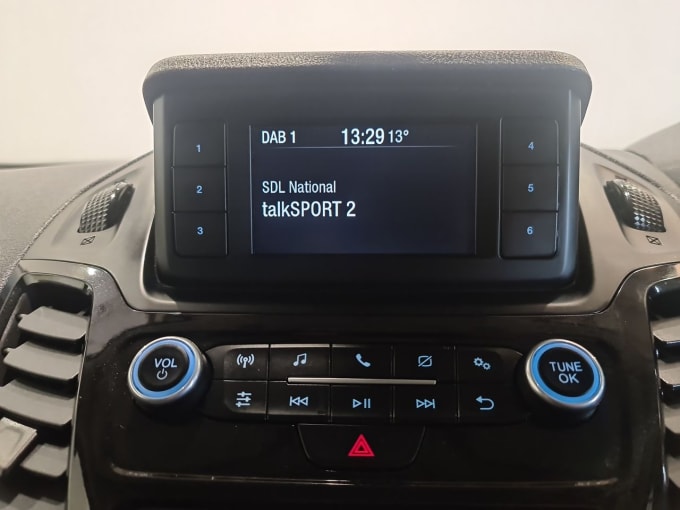 DAB 1 13:29 13°
SDL National
talkSPORT 2
1
2
3
4
5
6
VOL
TUNE
OK